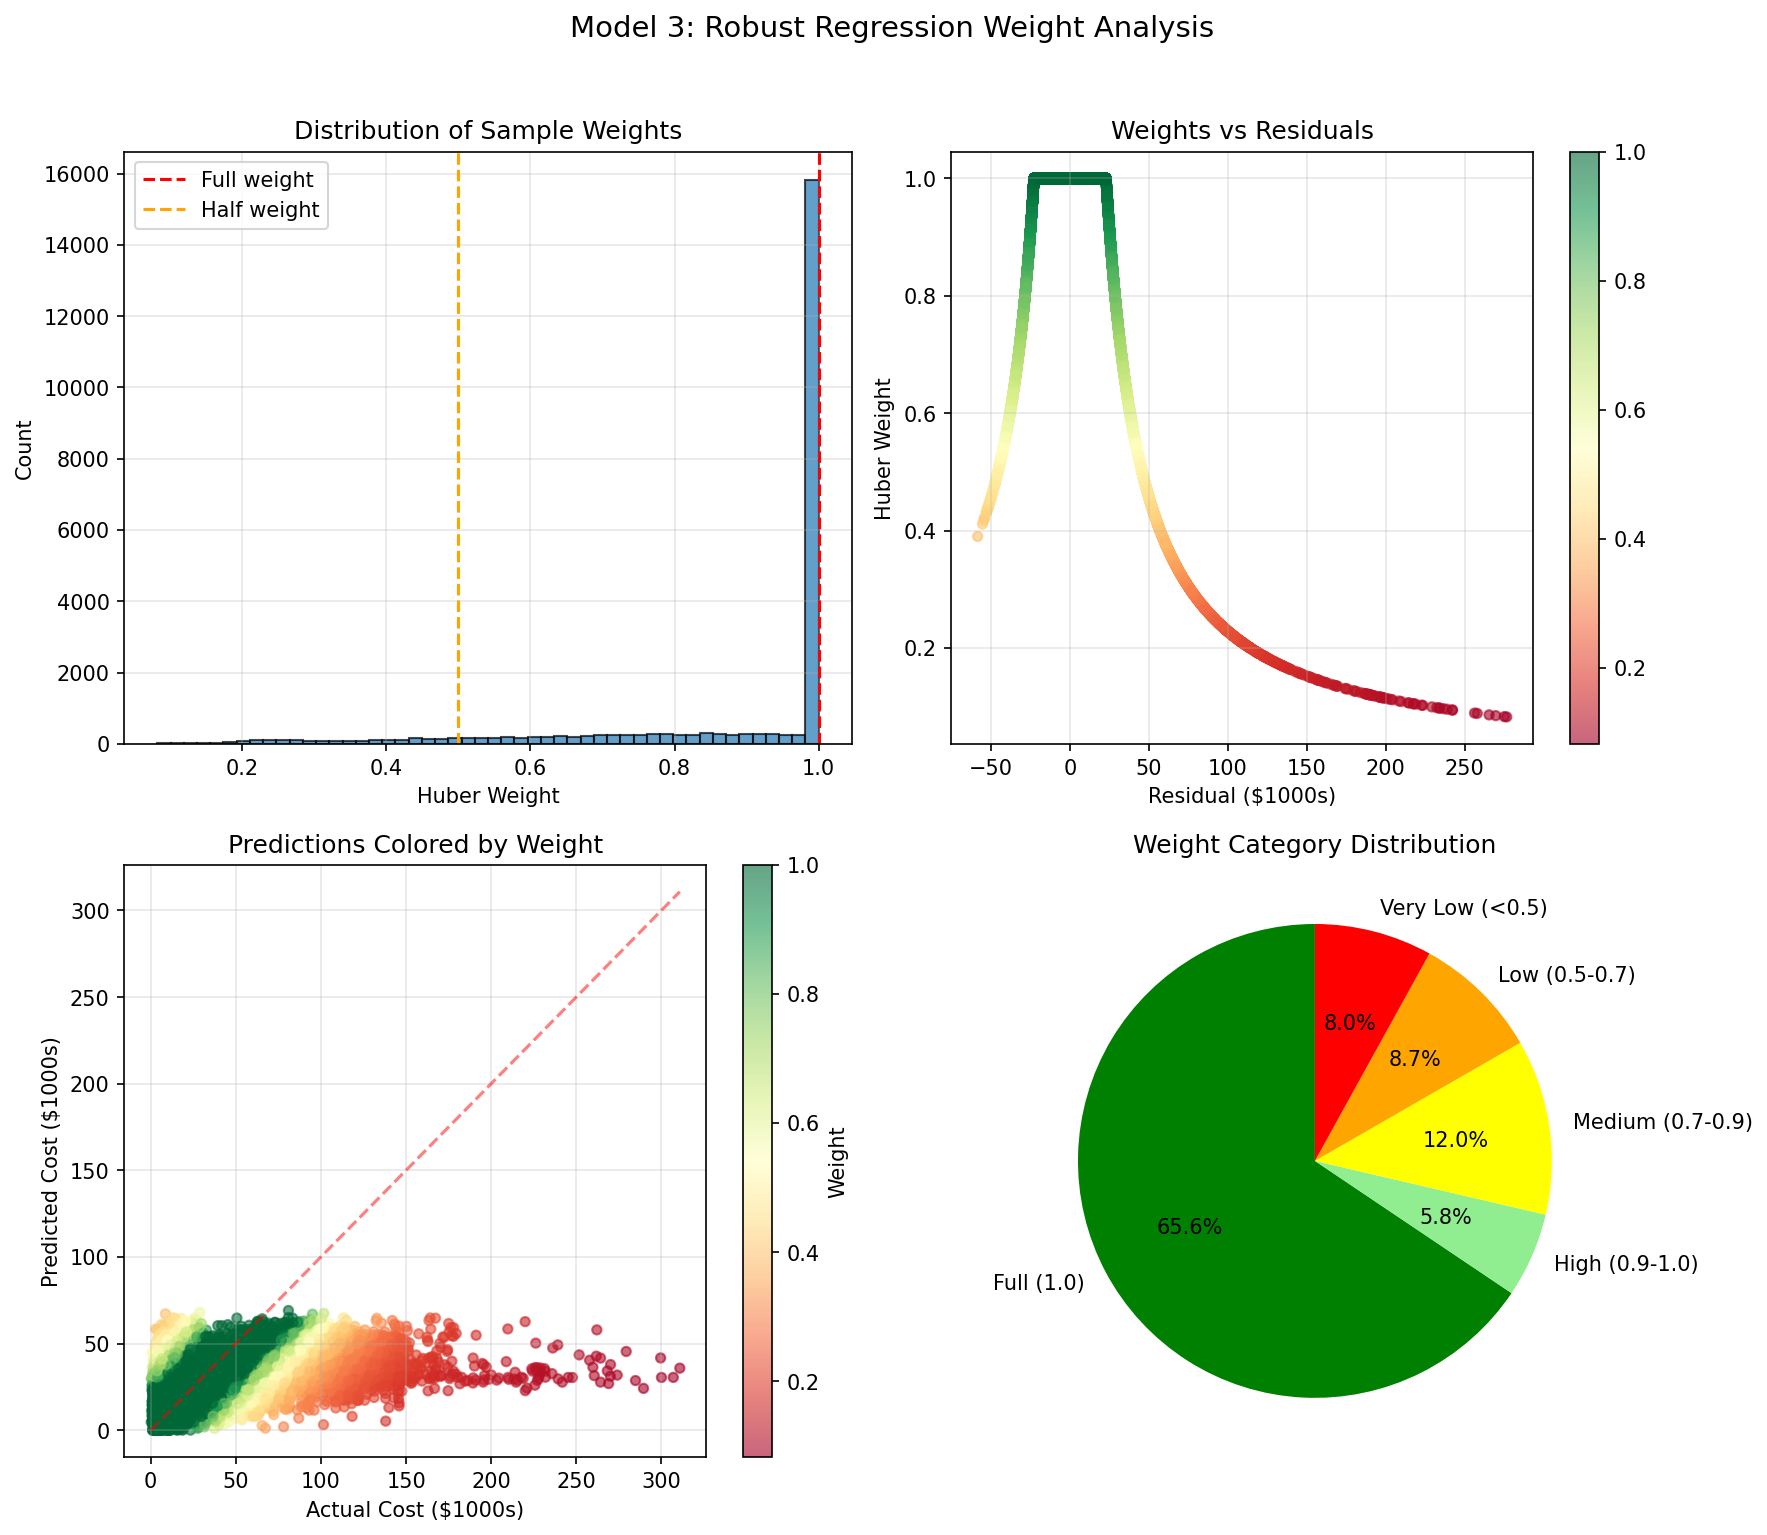 Model 3: Robust Regression Weight Analysis
Distribution of Sample Weights
Full weight
Half weight
16000
14000
12000
10000
8000
6000
4000
2000
0
Count
0.2
0.4
0.6
0.8
1.0
Huber Weight
Weights vs Residuals
1.0
0.8
0.6
0.4
0.2
Huber Weight
−50
0
50
100
150
200
250
Residual ($1000s)
1.0
0.8
0.6
0.4
0.2
Predictions Colored by Weight
300
250
200
150
100
50
0
Predicted Cost ($1000s)
0
50
100
150
200
250
300
Actual Cost ($1000s)
1.0
0.8
0.6
0.4
0.2
Weight
Weight Category Distribution
Very Low (<0.5)
Low (0.5-0.7)
Medium (0.7-0.9)
High (0.9-1.0)
Full (1.0)
8.0%
8.7%
12.0%
5.8%
65.6%